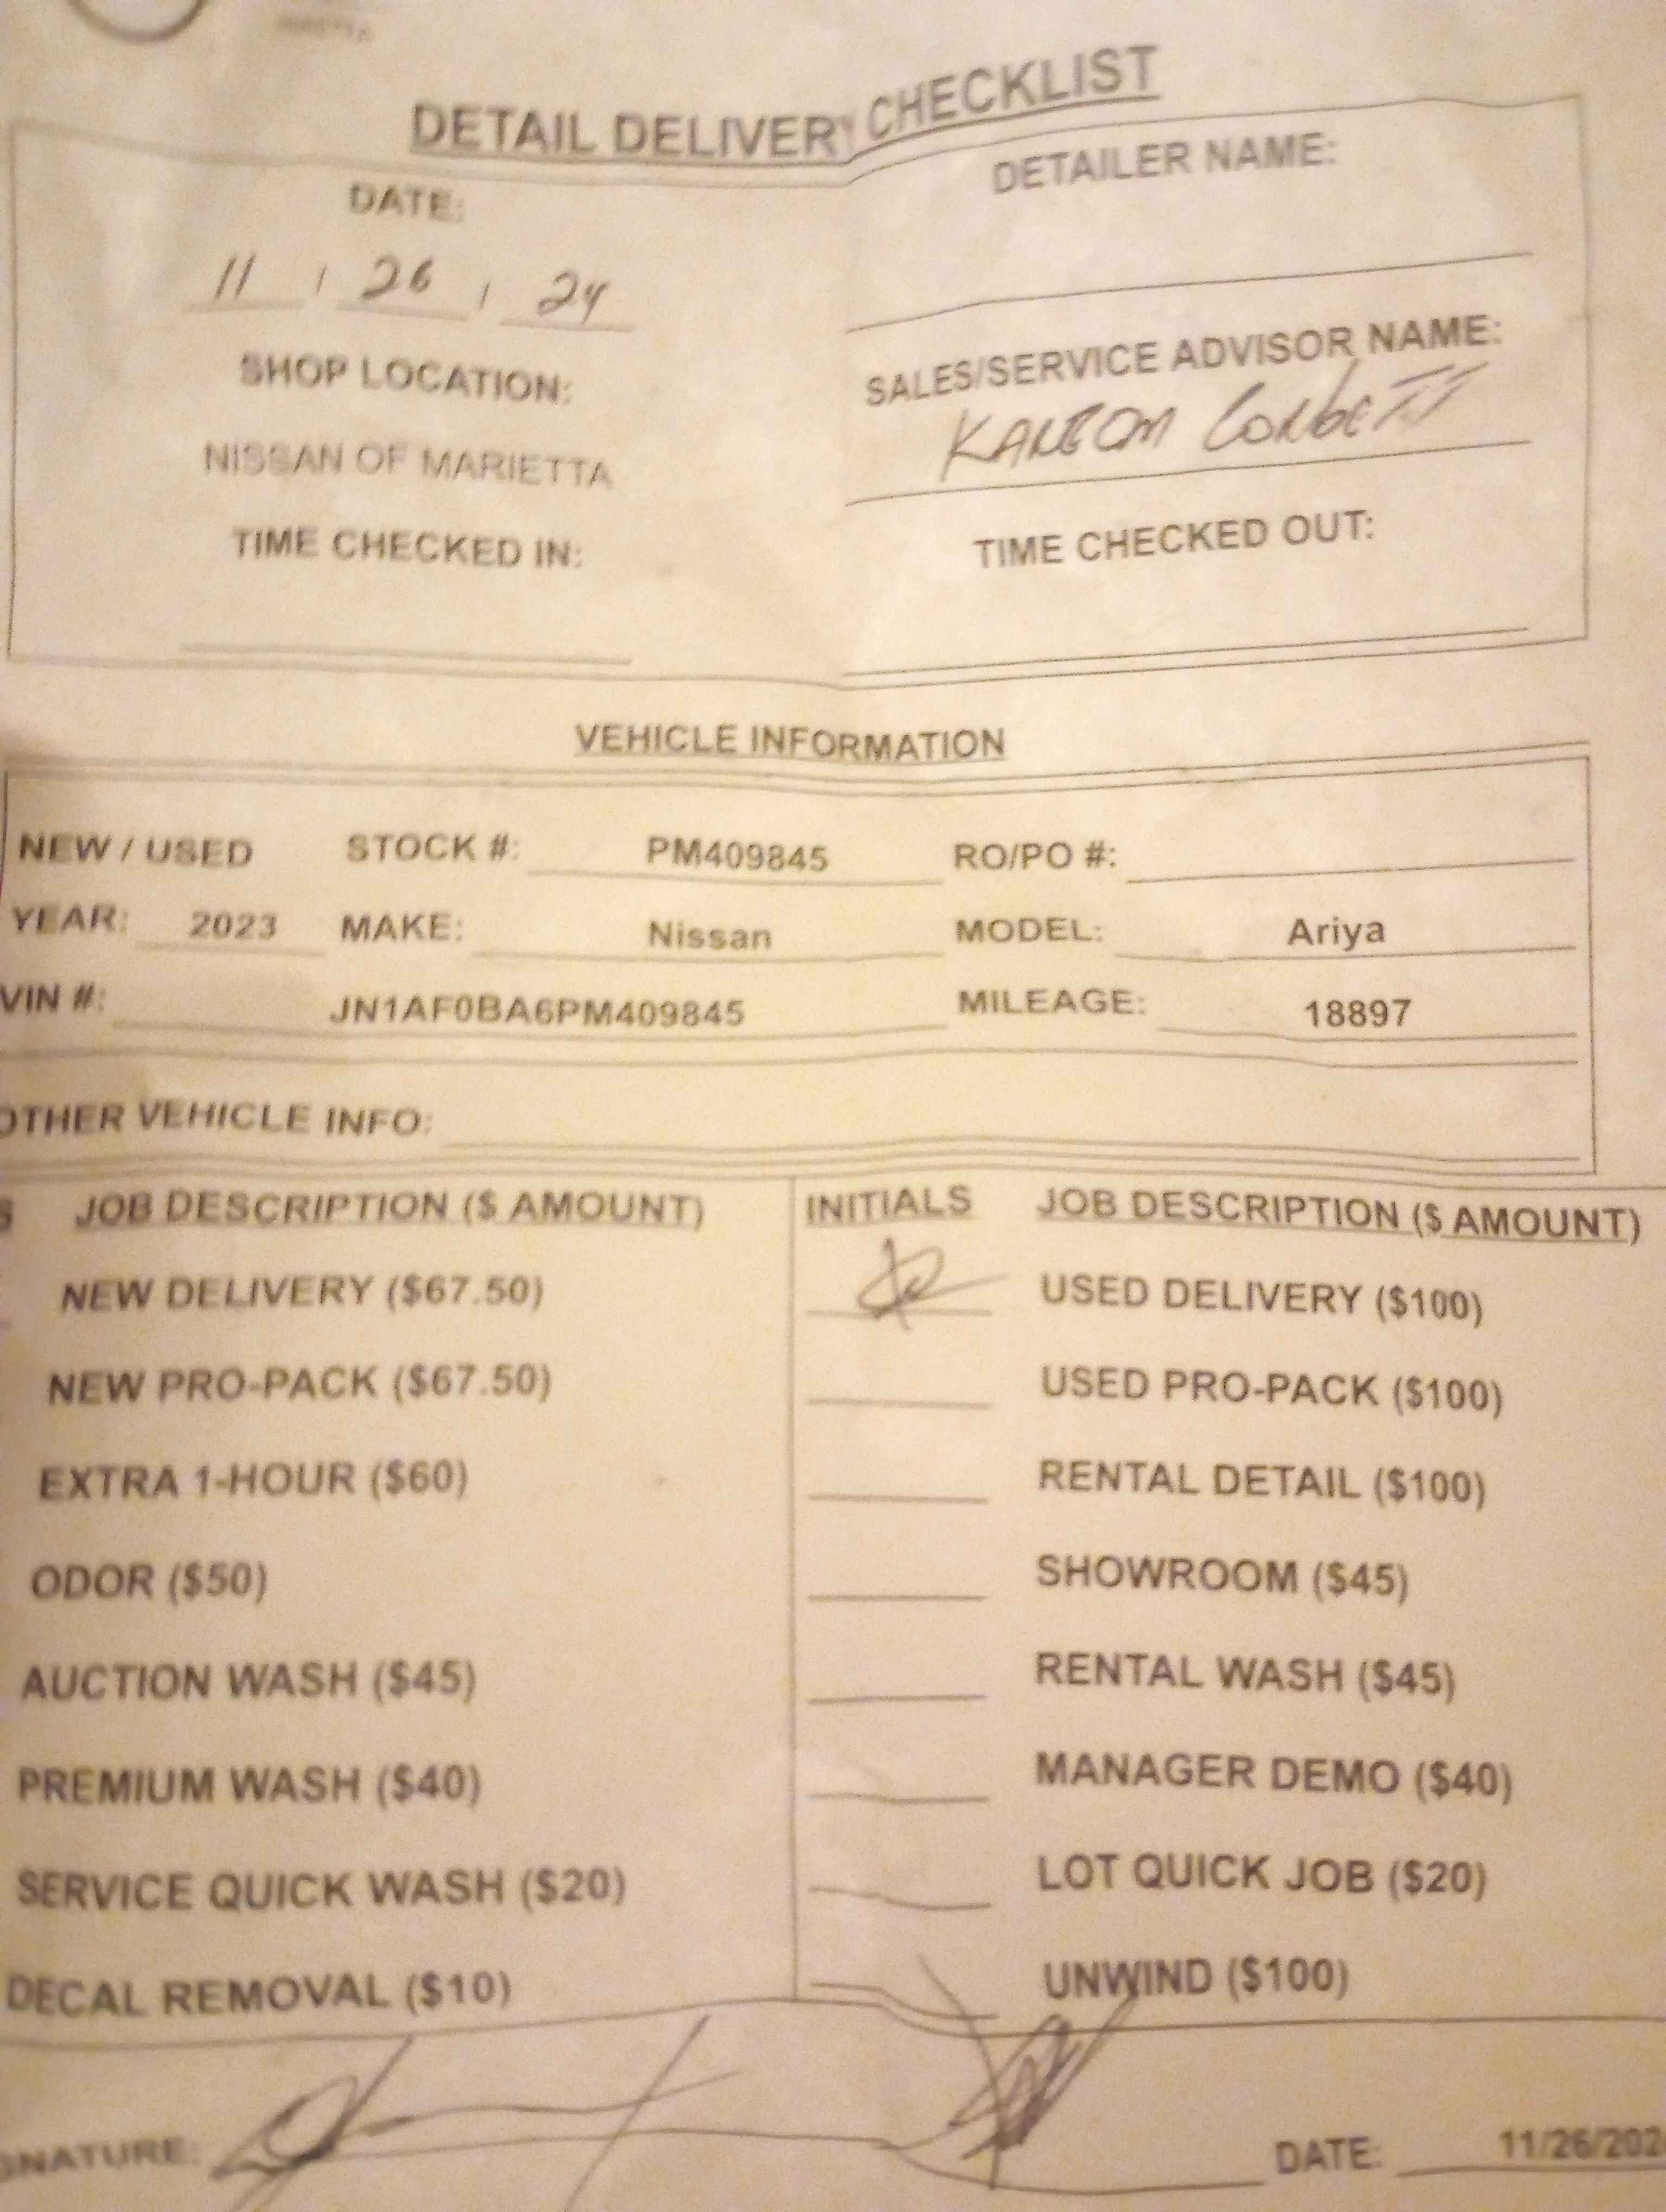 DETAIL DELIVERY CHECKLIST
DATE: DETAILER NAME:
11 / 26 / 24
SHOP LOCATION: SALES/SERVICE ADVISOR NAME:
NISSAN OF MARIETTA
TIME CHECKED IN: TIME CHECKED OUT:
VEHICLE INFORMATION
NEW / USED STOCK #: PM409845 RO/PO #:
YEAR: 2023 MAKE: Nissan MODEL: Ariya
VIN #: JN1AF0BA6PM409845 MILEAGE: 18897
OTHER VEHICLE INFO:
S JOB DESCRIPTION ($ AMOUNT) INITIALS JOB DESCRIPTION ($ AMOUNT)
NEW DELIVERY ($67.50) USED DELIVERY ($100)
NEW PRO-PACK ($67.50) USED PRO-PACK ($100)
EXTRA 1-HOUR ($60) RENTAL DETAIL ($100)
ODOR ($50) SHOWROOM ($45)
AUCTION WASH ($45) RENTAL WASH ($45)
PREMIUM WASH ($40) MANAGER DEMO ($40)
SERVICE QUICK WASH ($20) LOT QUICK JOB ($20)
DECAL REMOVAL ($10) UNWIND ($100)
GNATURE: DATE: 11/26/202